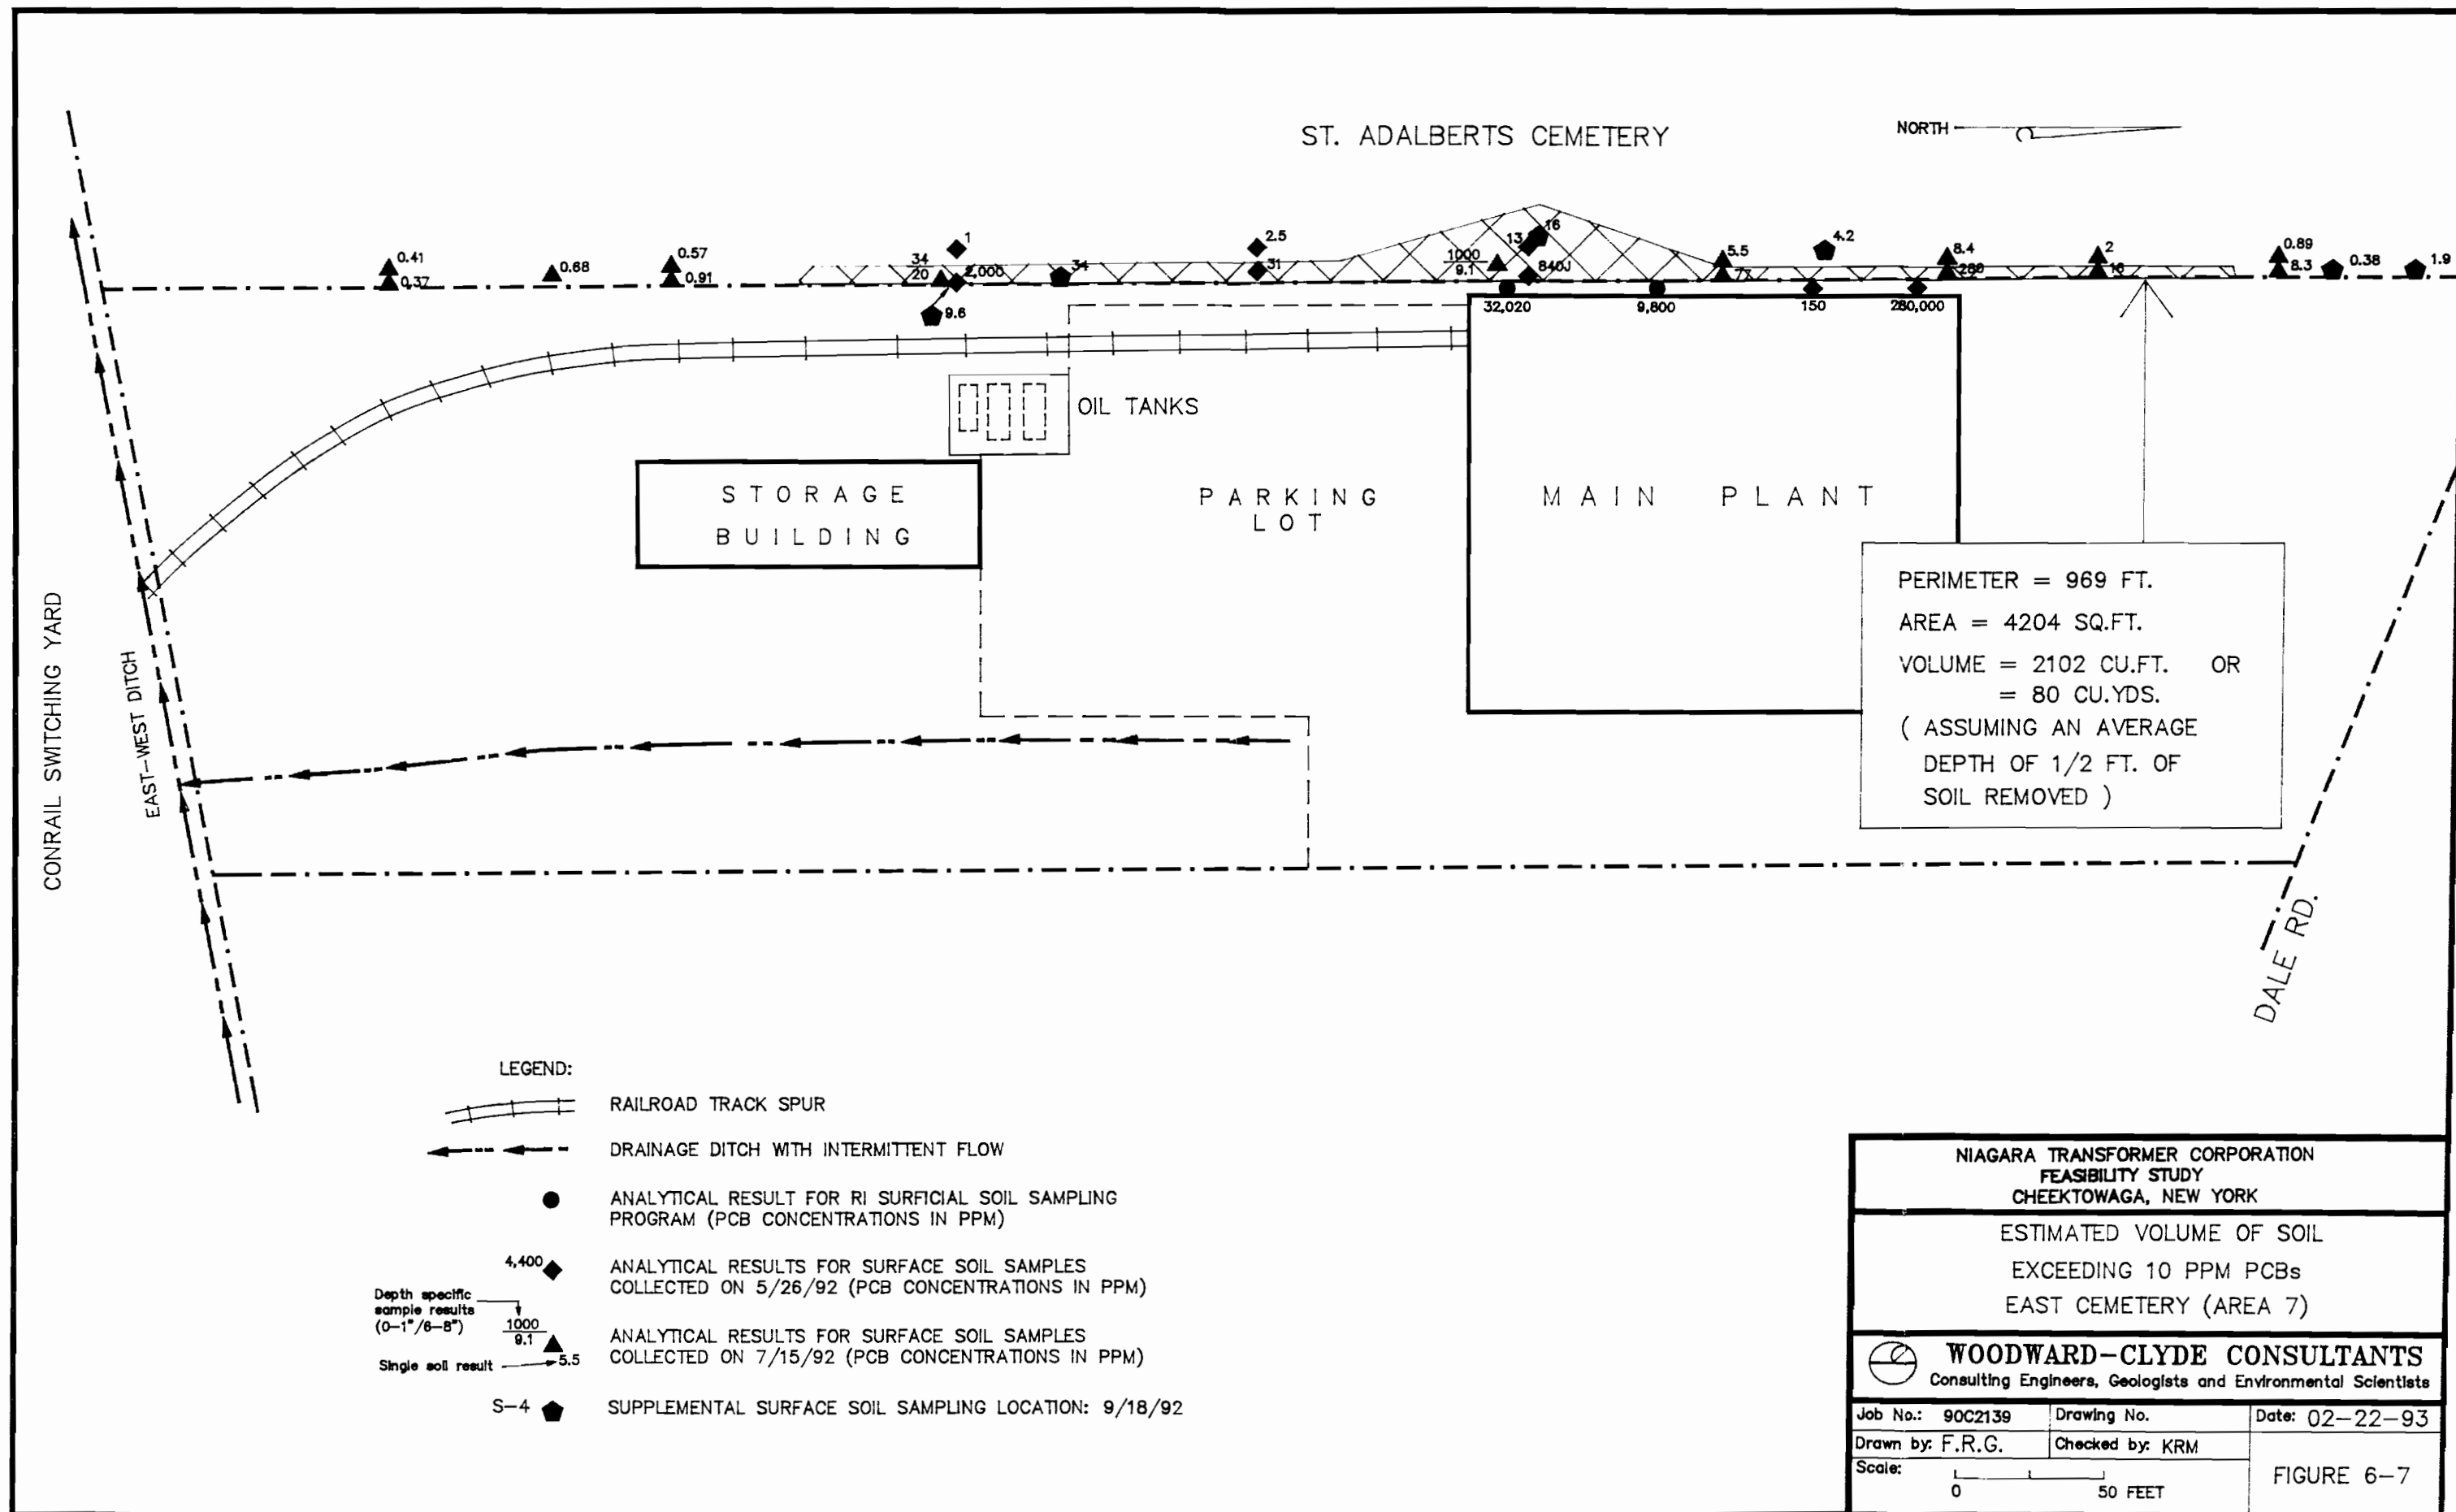 ST. ADALBERTS CEMETERY
NORTH
0.41
0.37
0.68
0.57
0.91
34
20
1
2,000
9.6
34
2.5
31
1000
9.1
13
16
840J
5.5
77
4.2
8.4
2
16
0.89
8.3
0.38
1.9
32,020
9,800
150
OIL TANKS
STORAGE
BUILDING
PARKING
LOT
MAIN PLANT
CONRAIL SWITCHING YARD
EAST-WEST DITCH
PERIMETER = 969 FT.
AREA = 4204 SQ.FT.
VOLUME = 2102 CU.FT. OR
= 80 CU.YDS.
( ASSUMING AN AVERAGE
DEPTH OF 1/2 FT. OF
SOIL REMOVED )
DALE RD.
LEGEND:
RAILROAD TRACK SPUR
DRAINAGE DITCH WITH INTERMITTENT FLOW
ANALYTICAL RESULT FOR RI SURFICIAL SOIL SAMPLING
PROGRAM (PCB CONCENTRATIONS IN PPM)
4,400
ANALYTICAL RESULTS FOR SURFACE SOIL SAMPLES
COLLECTED ON 5/26/92 (PCB CONCENTRATIONS IN PPM)
Depth specific
sample results
(0-1"/6-8")
1000
9.1
Single soil result
5.5
ANALYTICAL RESULTS FOR SURFACE SOIL SAMPLES
COLLECTED ON 7/15/92 (PCB CONCENTRATIONS IN PPM)
S-4
SUPPLEMENTAL SURFACE SOIL SAMPLING LOCATION: 9/18/92
NIAGARA TRANSFORMER CORPORATION
FEASIBILITY STUDY
CHEEKTOWAGA, NEW YORK
ESTIMATED VOLUME OF SOIL
EXCEEDING 10 PPM PCBs
EAST CEMETERY (AREA 7)
WOODWARD-CLYDE CONSULTANTS
Consulting Engineers, Geologists and Environmental Scientists
Job No.: 90C2139
Drawing No.
Date: 02-22-93
Drawn by: F.R.G.
Checked by: KRM
Scale:
0 50 FEET
FIGURE 6-7